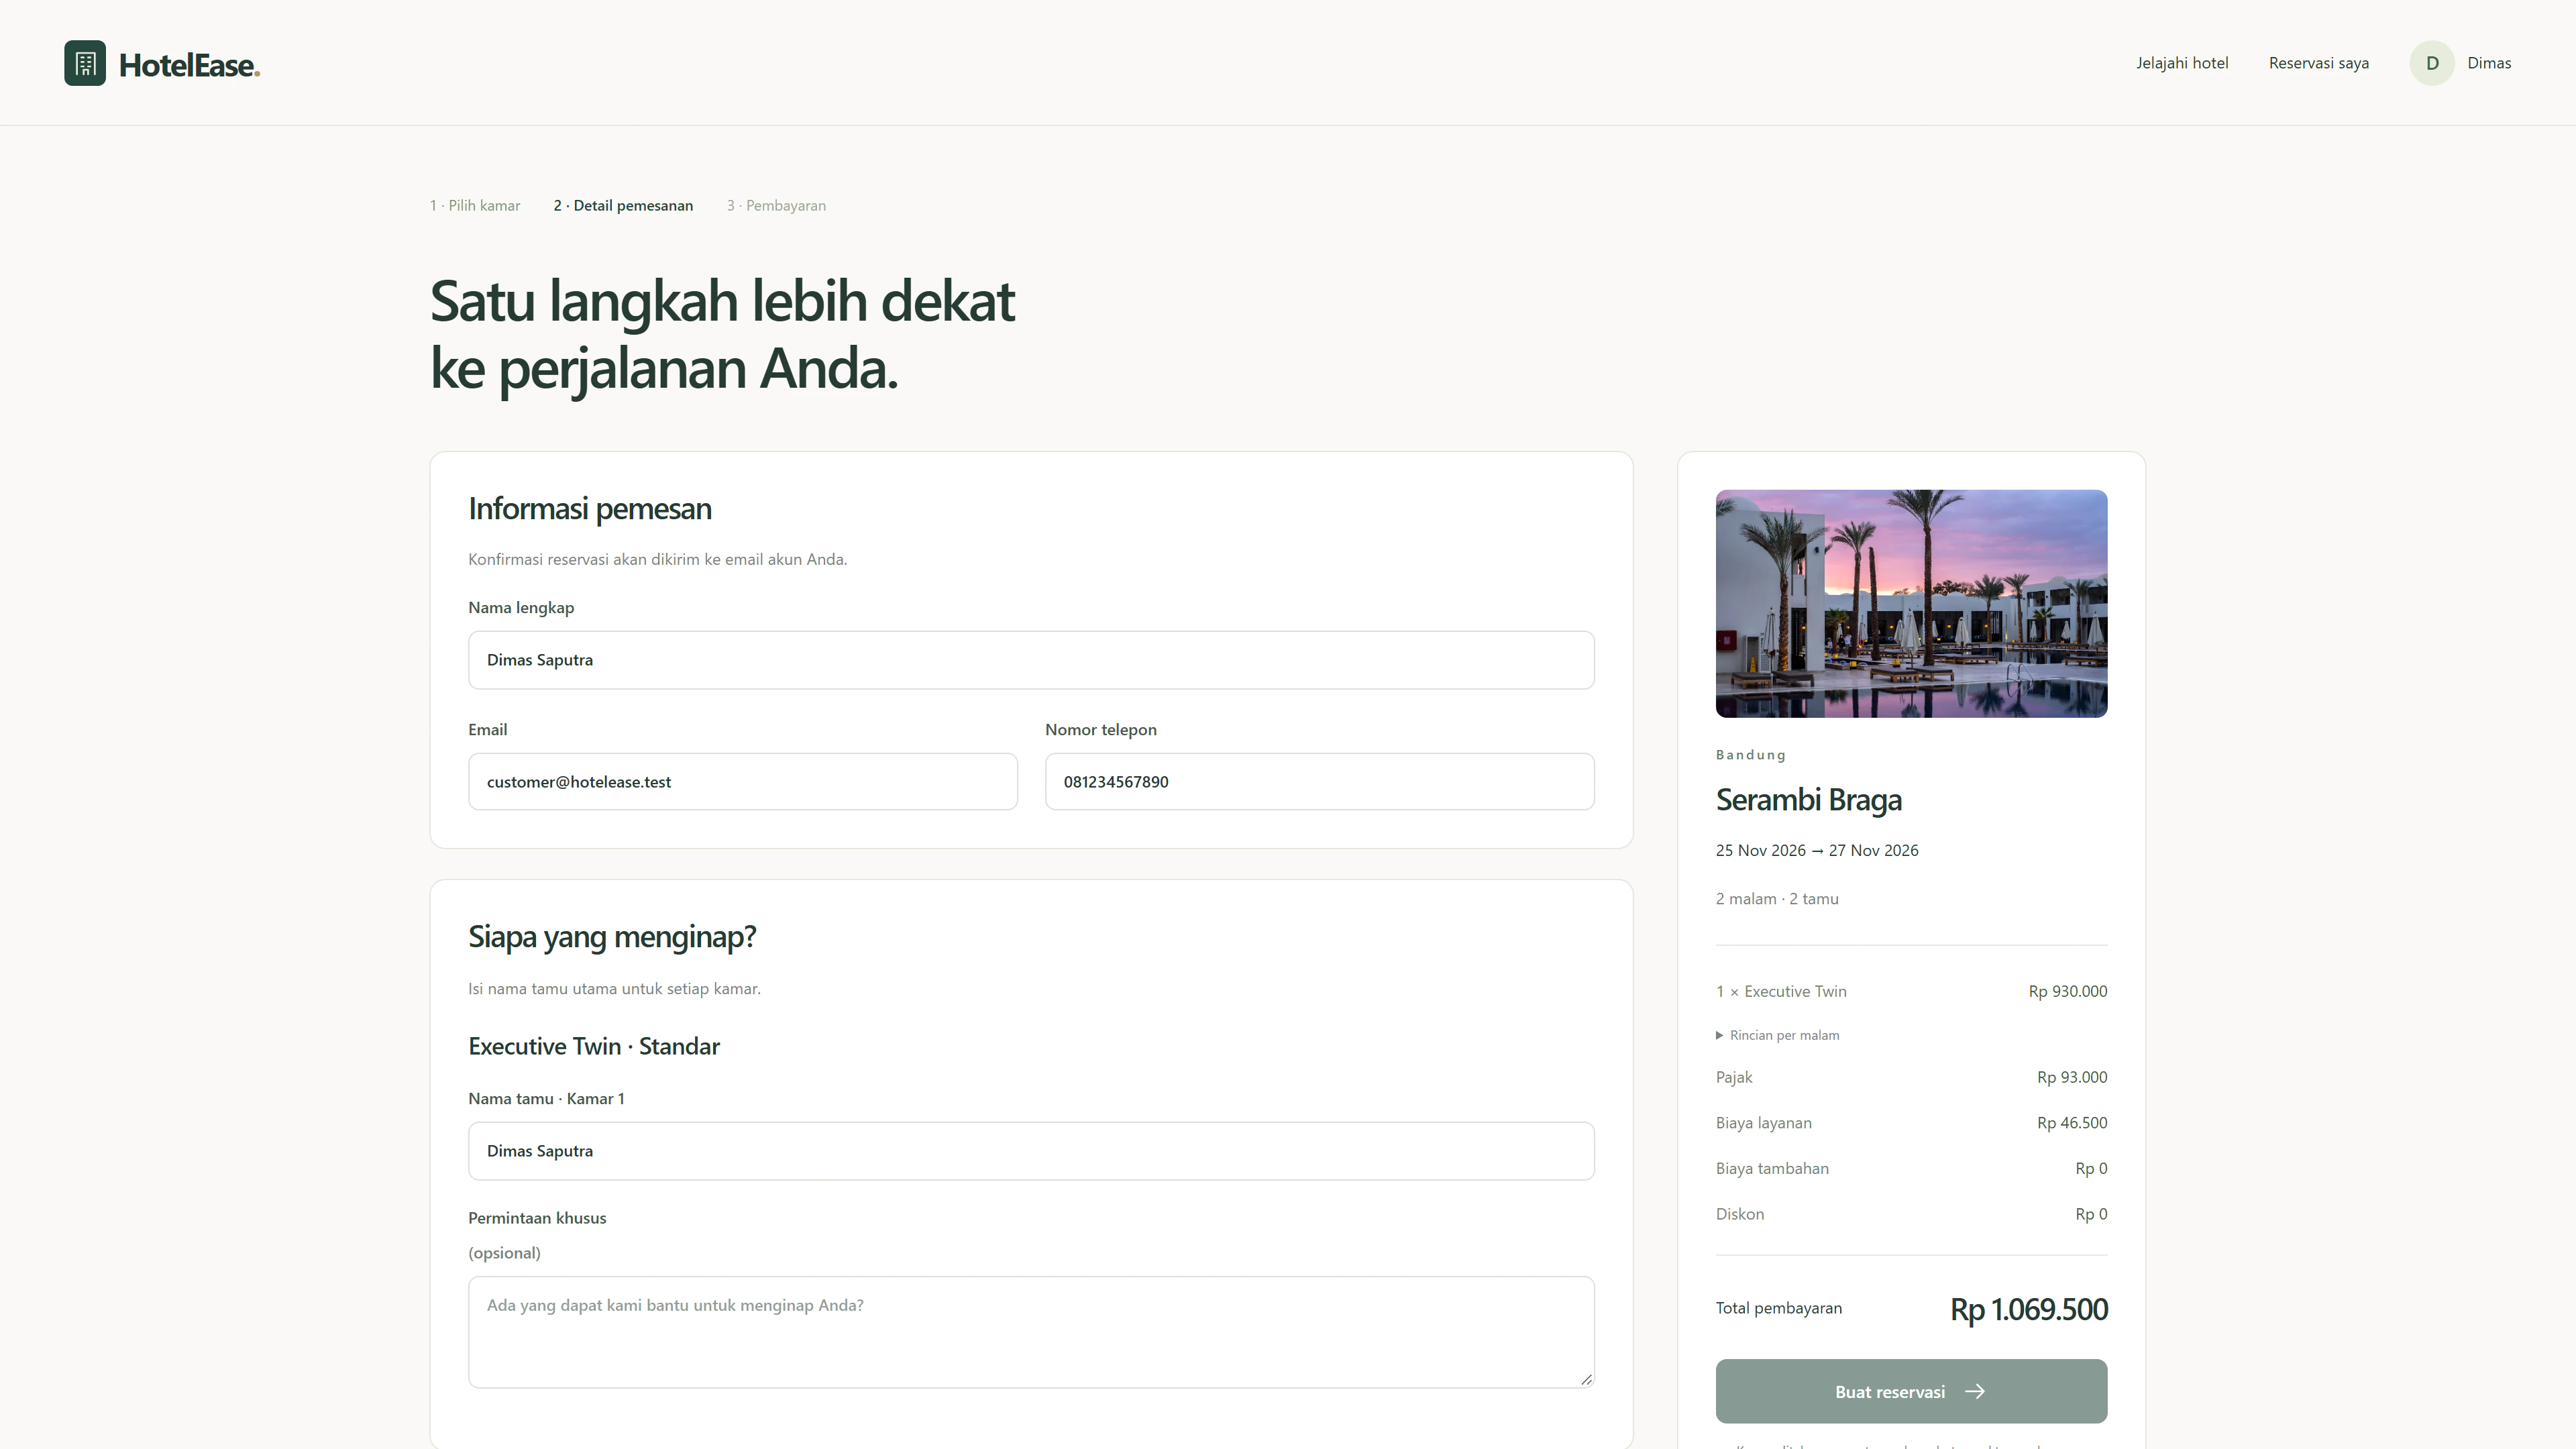 HotelEase.
Jelajahi hotel
Reservasi saya
D
Dimas
1 · Pilih kamar
2 · Detail pemesanan
3 · Pembayaran
Satu langkah lebih dekat
ke perjalanan Anda.
Informasi pemesan
Konfirmasi reservasi akan dikirim ke email akun Anda.
Nama lengkap
Dimas Saputra
Email
Nomor telepon
customer@hotelease.test
081234567890
Siapa yang menginap?
Isi nama tamu utama untuk setiap kamar.
Executive Twin · Standar
Nama tamu · Kamar 1
Dimas Saputra
Permintaan khusus
(opsional)
Ada yang dapat kami bantu untuk menginap Anda?
Bandung
Serambi Braga
25 Nov 2026 → 27 Nov 2026
2 malam · 2 tamu
1 × Executive Twin Rp 930.000
▶ Rincian per malam
Pajak Rp 93.000
Biaya layanan Rp 46.500
Biaya tambahan Rp 0
Diskon Rp 0
Total pembayaran Rp 1.069.500
Buat reservasi →